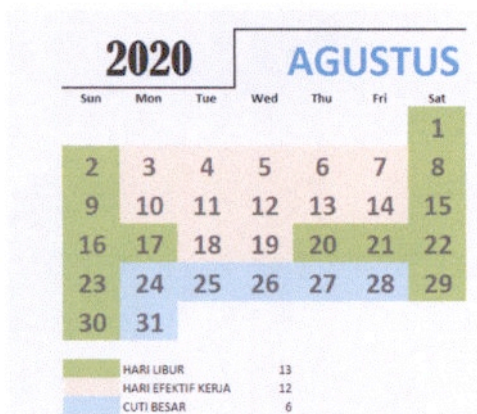 2020 AGUSTUS
Sun Mon Tue Wed Thu Fri Sat
1
2 3 4 5 6 7 8
9 10 11 12 13 14 15
16 17 18 19 20 21 22
23 24 25 26 27 28 29
30 31
HARI LIBUR 13
HARI EFEKTIF KERJA 12
CUTI BESAR 6